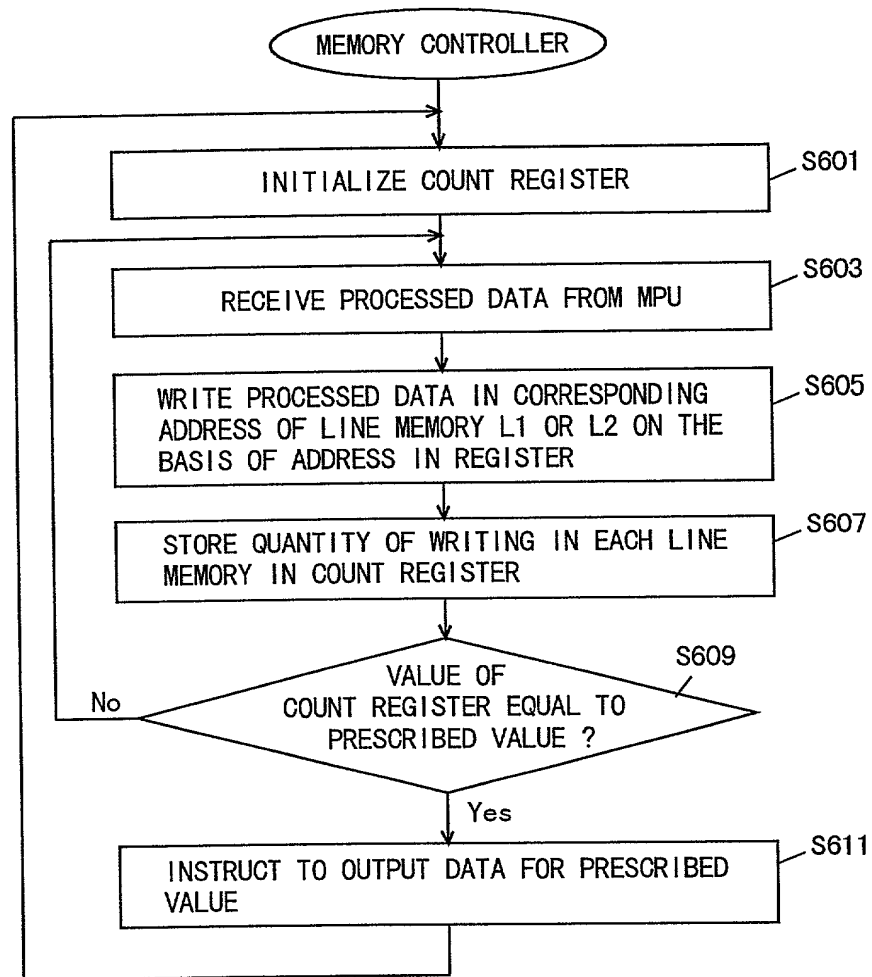 MEMORY CONTROLLER
INITIALIZE COUNT REGISTER
S601
RECEIVE PROCESSED DATA FROM MPU
S603
WRITE PROCESSED DATA IN CORRESPONDING
ADDRESS OF LINE MEMORY L1 OR L2 ON THE
BASIS OF ADDRESS IN REGISTER
S605
STORE QUANTITY OF WRITING IN EACH LINE
MEMORY IN COUNT REGISTER
S607
VALUE OF
COUNT REGISTER EQUAL TO
PRESCRIBED VALUE ?
S609
No
Yes
INSTRUCT TO OUTPUT DATA FOR PRESCRIBED
VALUE
S611